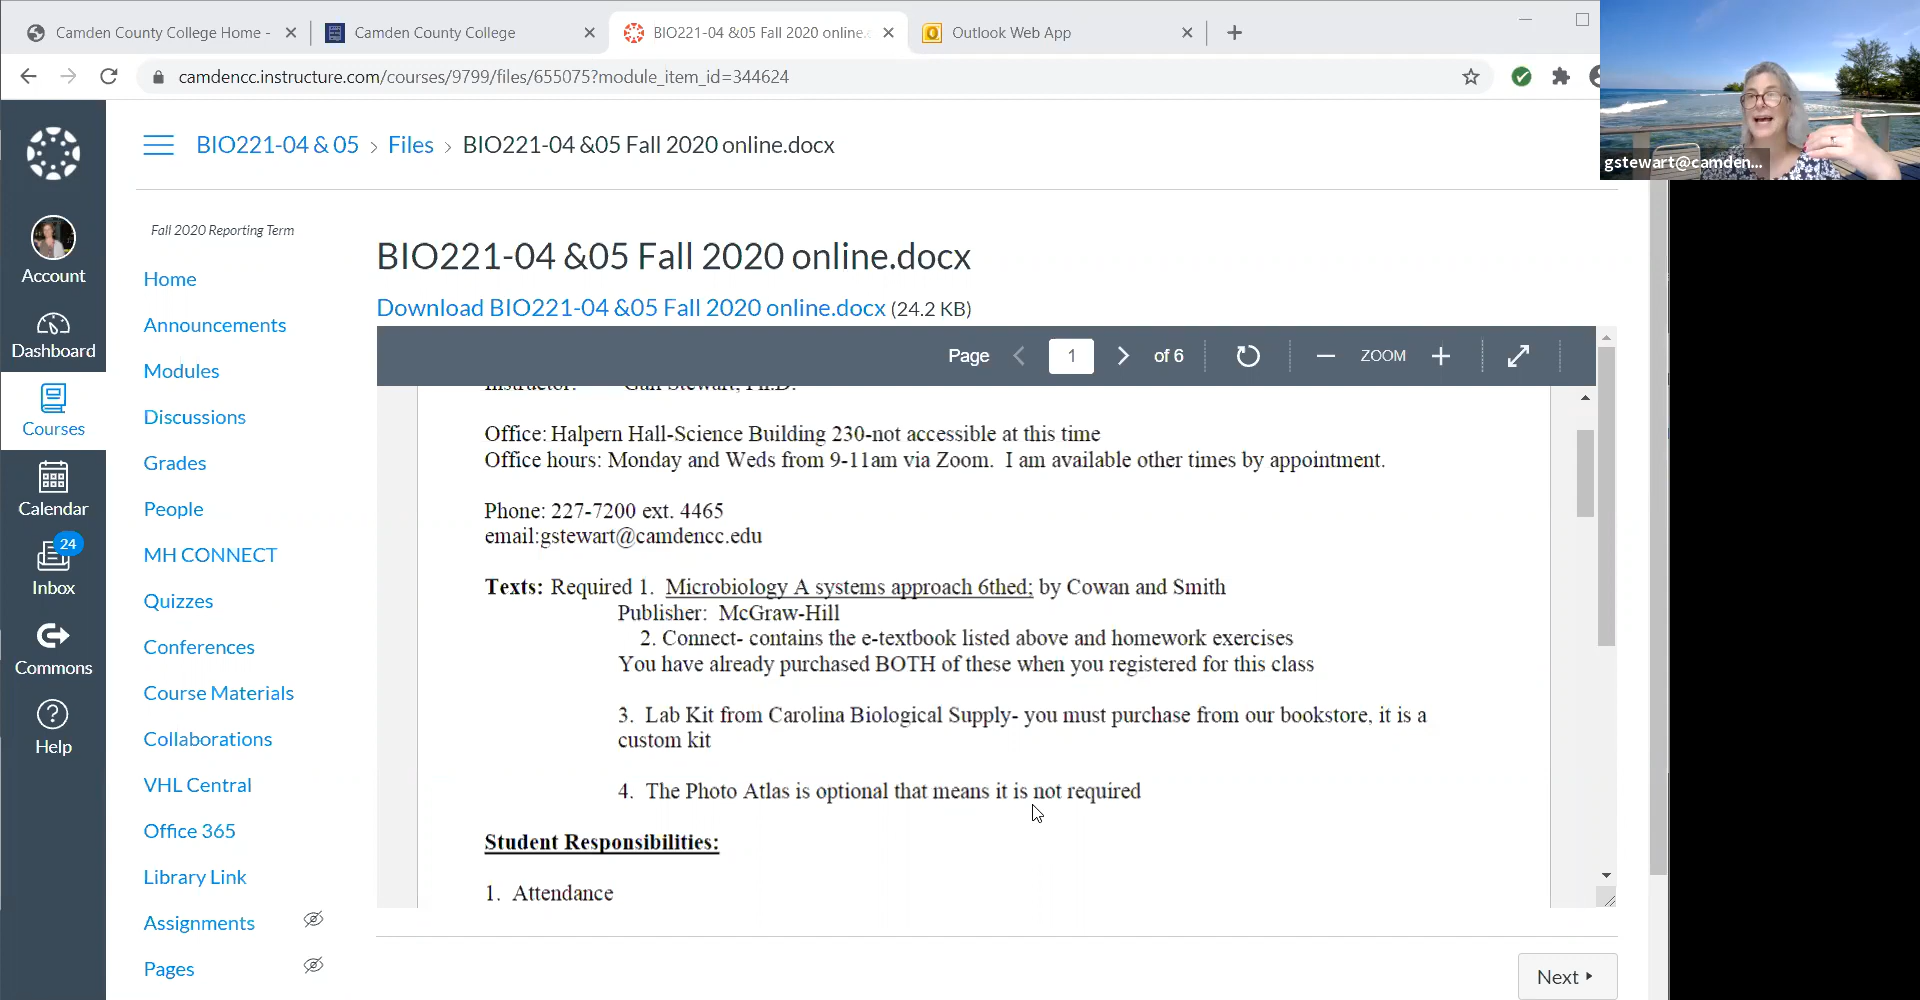 Camden County College Home -
Camden County College
BIO221-04 &05 Fall 2020 online.
Outlook Web App
camdencc.instructure.com/courses/9799/files/655075?module_item_id=344624
gstewart@camden...
BIO221-04 & 05 › Files › BIO221-04 &05 Fall 2020 online.docx
Account
Dashboard
Courses
Calendar
24
Inbox
Commons
Help
Fall 2020 Reporting Term
Home
Announcements
Modules
Discussions
Grades
People
MH CONNECT
Quizzes
Conferences
Course Materials
Collaborations
VHL Central
Office 365
Library Link
Assignments
Pages
BIO221-04 &05 Fall 2020 online.docx
Download BIO221-04 &05 Fall 2020 online.docx (24.2 KB)
Page 1 of 6 ZOOM
Instructor: Gail Stewart, Ph.D.
Office: Halpern Hall-Science Building 230-not accessible at this time
Office hours: Monday and Weds from 9-11am via Zoom. I am available other times by appointment.
Phone: 227-7200 ext. 4465
email:gstewart@camdencc.edu
Texts: Required 1. Microbiology A systems approach 6thed; by Cowan and Smith
Publisher: McGraw-Hill
2. Connect- contains the e-textbook listed above and homework exercises
You have already purchased BOTH of these when you registered for this class
3. Lab Kit from Carolina Biological Supply- you must purchase from our bookstore, it is a
custom kit
4. The Photo Atlas is optional that means it is not required
Student Responsibilities:
1. Attendance
Next